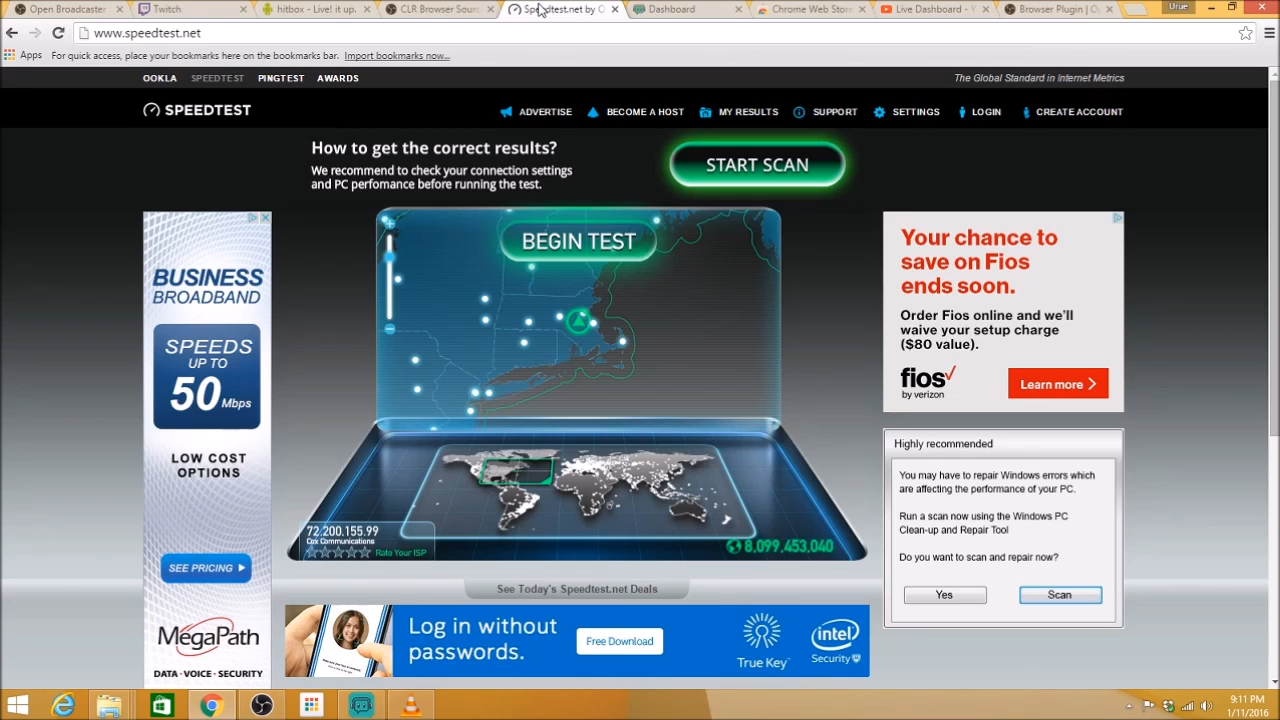 Open Broadcaster
Twitch
hitbox - Live! it up.
CLR Browser Sour
Speedtest.net by O
Dashboard
Chrome Web Store
Live Dashboard - Y
Browser Plugin | O
Urue
www.speedtest.net
Apps
For quick access, place your bookmarks here on the bookmarks bar. Import bookmarks now...
OOKLA SPEEDTEST PINGTEST AWARDS
The Global Standard in Internet Metrics
SPEEDTEST
ADVERTISE BECOME A HOST MY RESULTS SUPPORT SETTINGS LOGIN CREATE ACCOUNT
How to get the correct results?
We recommend to check your connection settings
and PC perfomance before running the test.
START SCAN
BEGIN TEST
BUSINESS
BROADBAND
SPEEDS
UP TO
50 Mbps
LOW COST
OPTIONS
SEE PRICING
MegaPath
DATA • VOICE • SECURITY
72.200.155.99
Cox Communications
Rate Your ISP
8,099,453,040
See Today's Speedtest.net Deals
Log in without
passwords.
Free Download
True Key™
intel
Security
Your chance to
save on Fios
ends soon.
Order Fios online and we'll
waive your setup charge
($80 value).
fios
by verizon
Learn more
Highly recommended
You may have to repair Windows errors which
are affecting the performance of your PC.
Run a scan now using the Windows PC
Clean-up and Repair Tool
Do you want to scan and repair now?
Yes
Scan
9:11 PM
1/11/2016